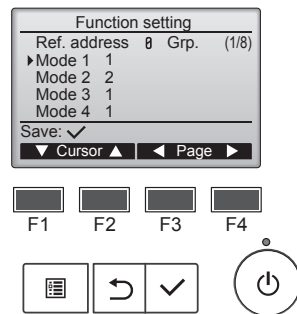 Function setting
Ref. address 0 Grp. (1/8)
Mode 1 1
Mode 2 2
Mode 3 1
Mode 4 1
Save:
Cursor Page
F1 F2 F3 F4